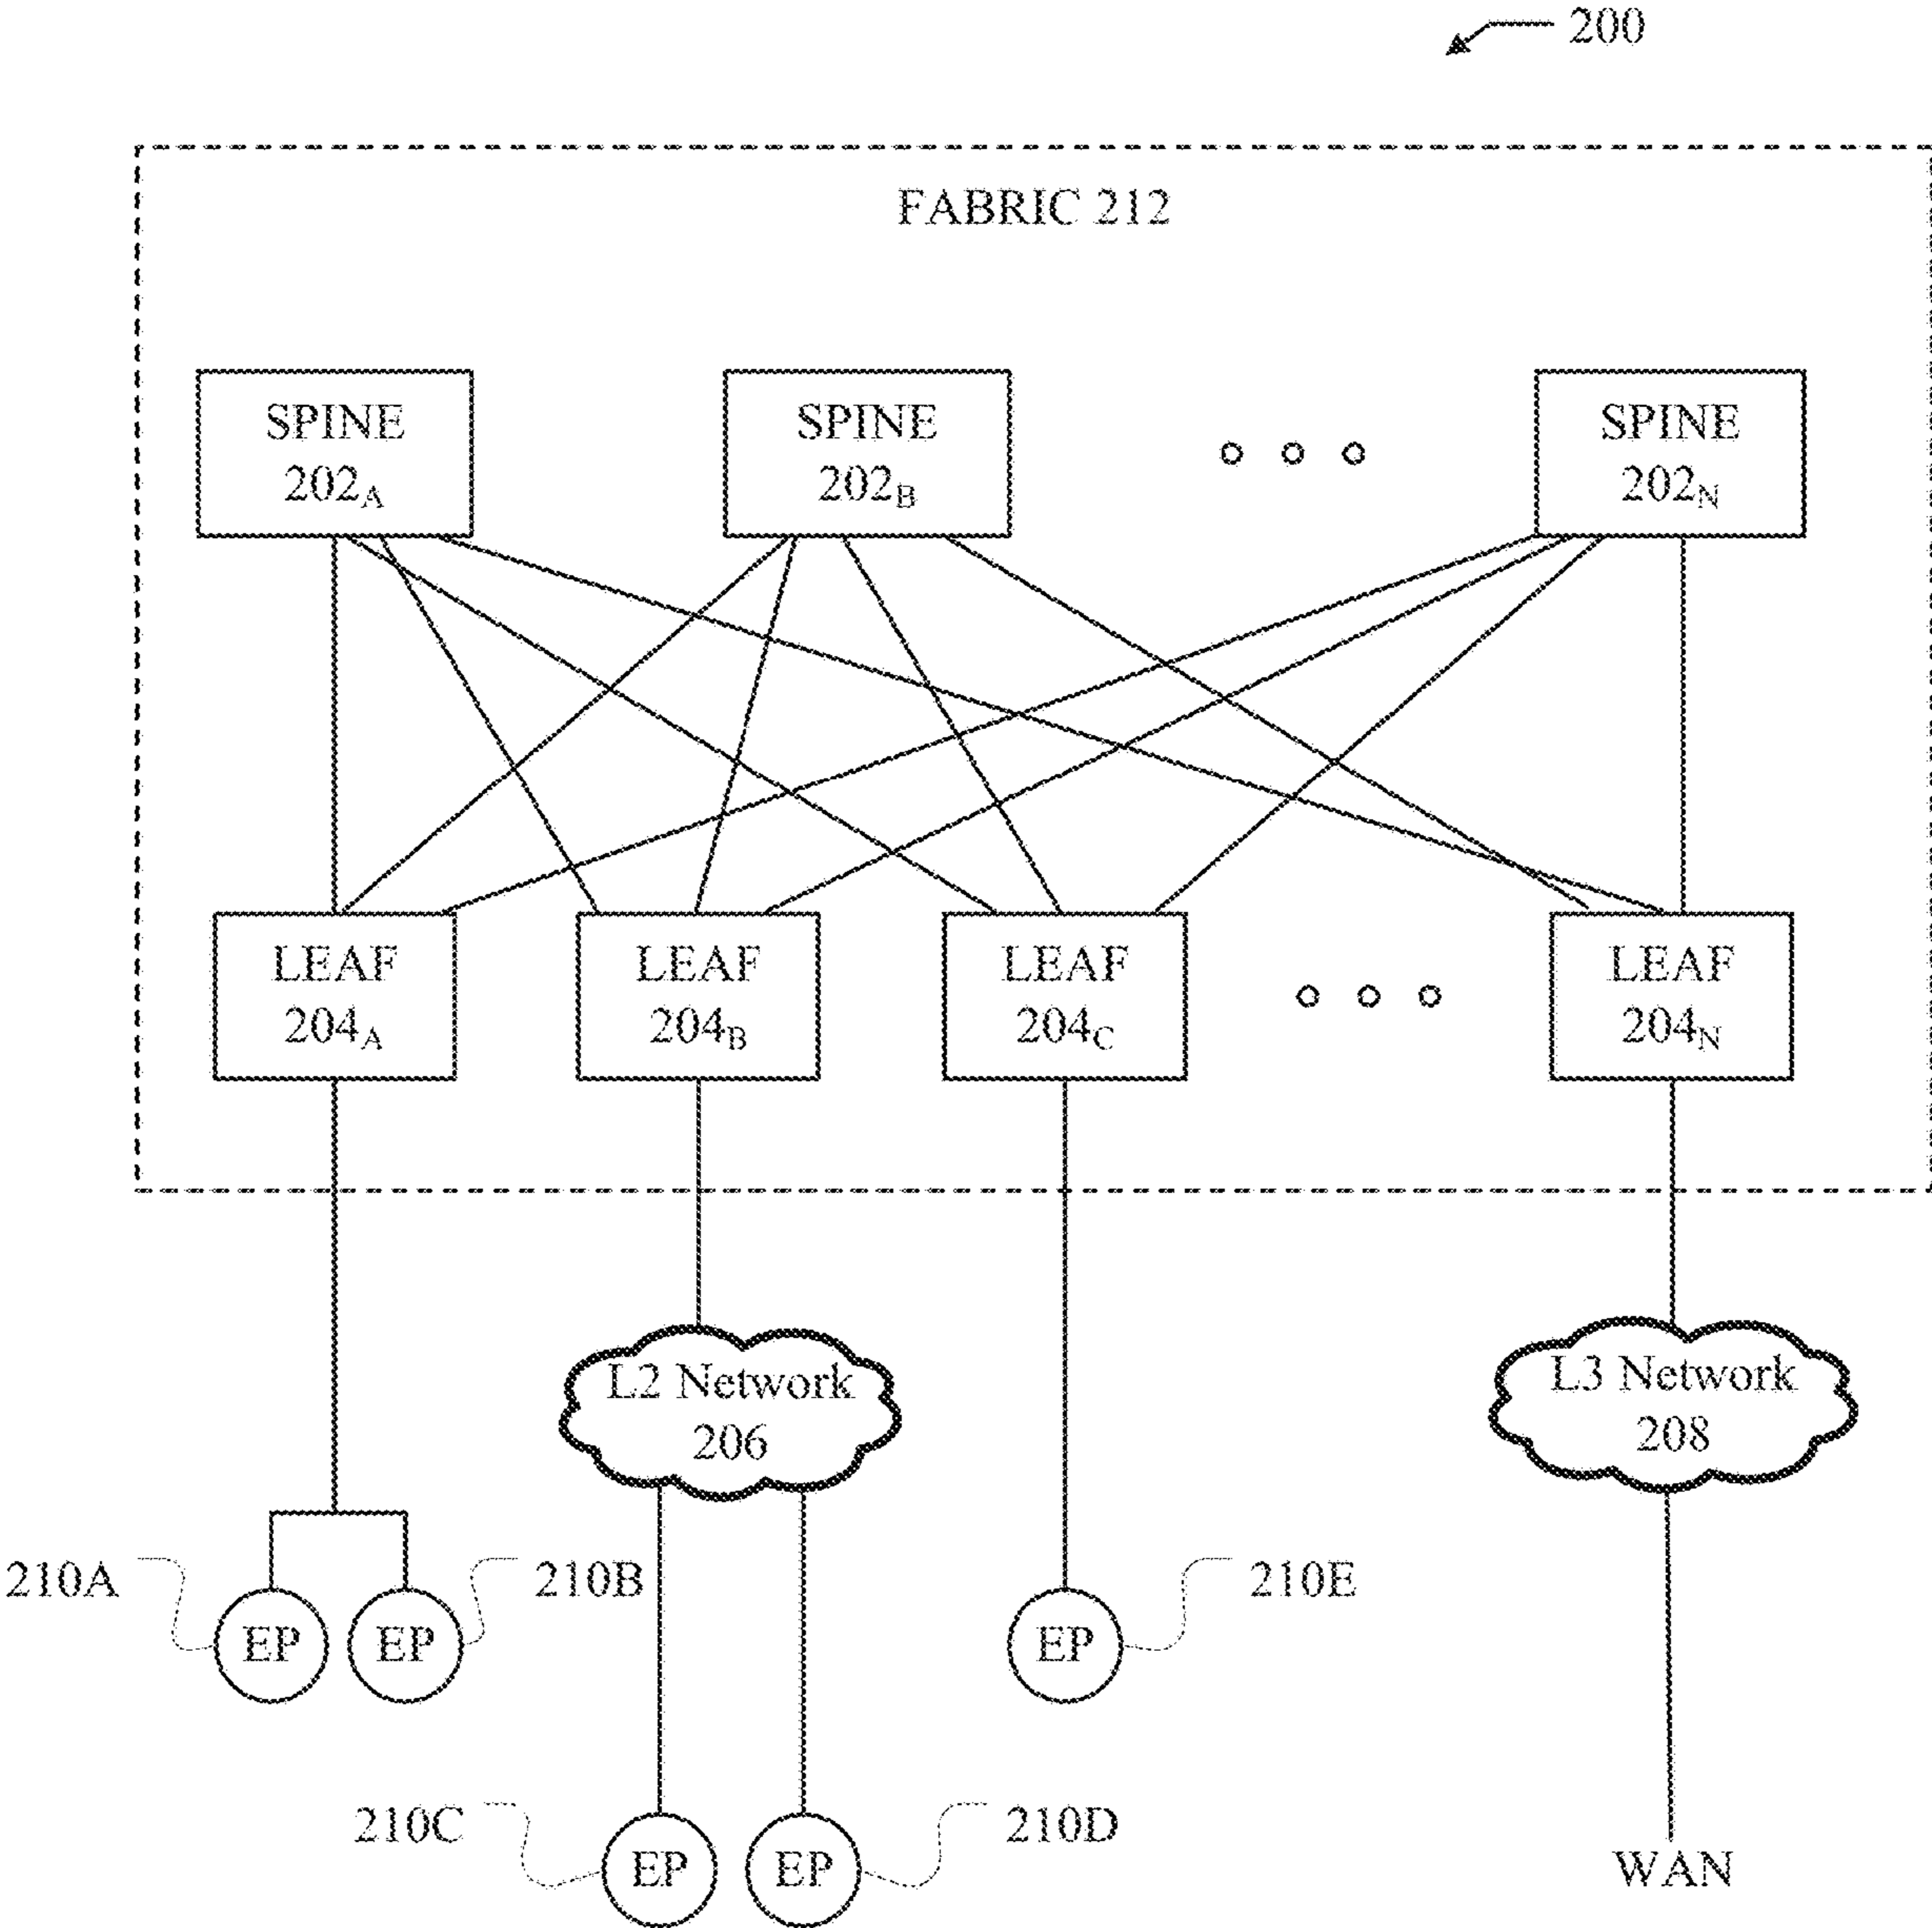 200
FABRIC 212
SPINE
202A
SPINE
202B
SPINE
202N
LEAF
204A
LEAF
204B
LEAF
204C
LEAF
204N
L2 Network
206
L3 Network
208
210A
EP
EP
210B
EP
210E
210C
EP
EP
210D
WAN